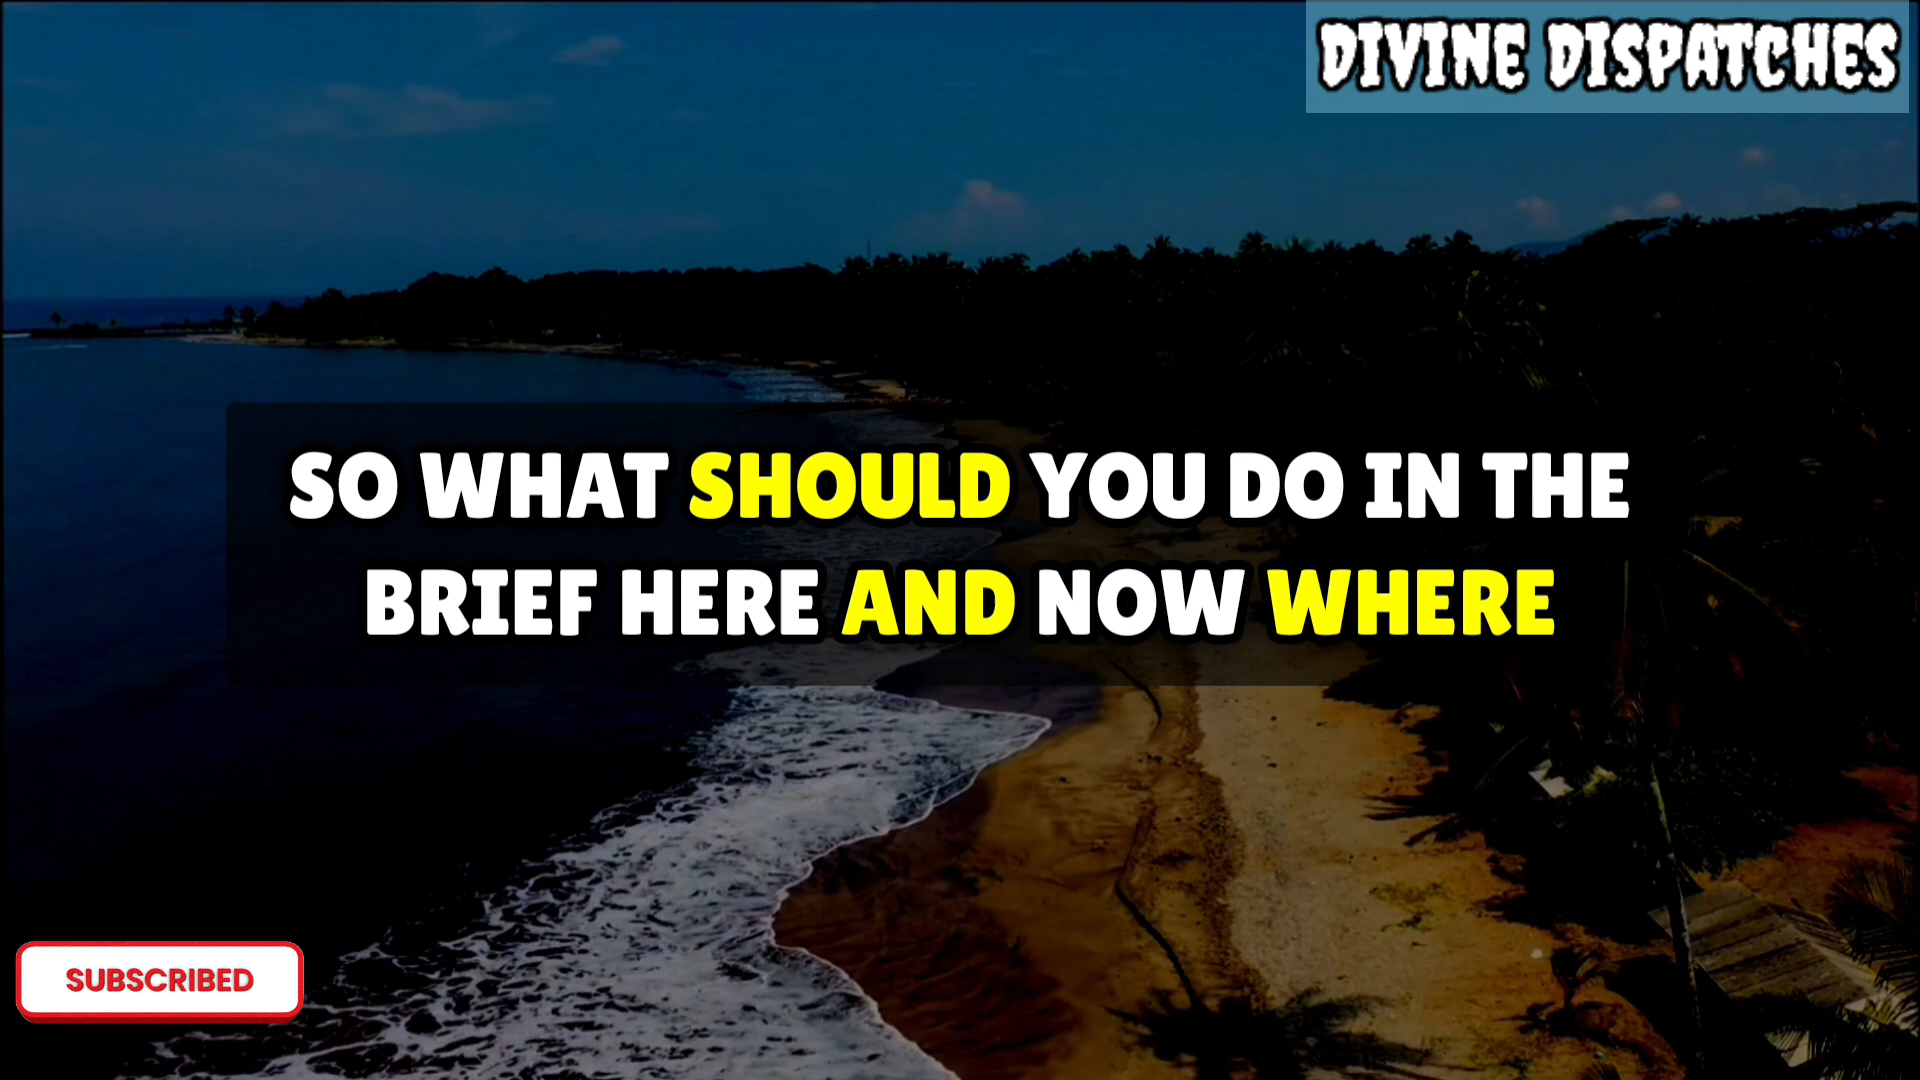 DIVINE DISPATCHES
SO WHAT SHOULD YOU DO IN THE
BRIEF HERE AND NOW WHERE
SUBSCRIBED